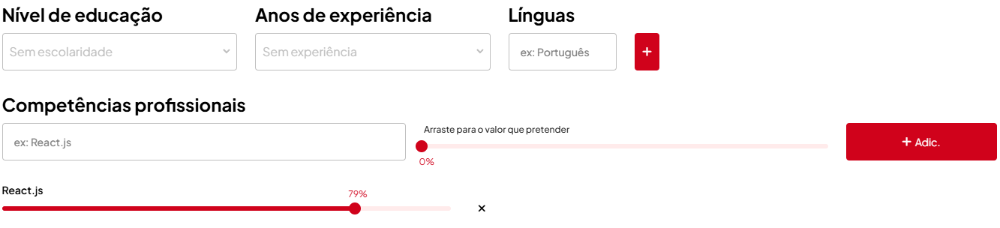 Nível de educação
Anos de experiência
Línguas
Sem escolaridade
Sem experiência
ex: Português
+
Competências profissionais
ex: React.js
Arraste para o valor que pretender
0%
+ Adic.
React.js
79%
×